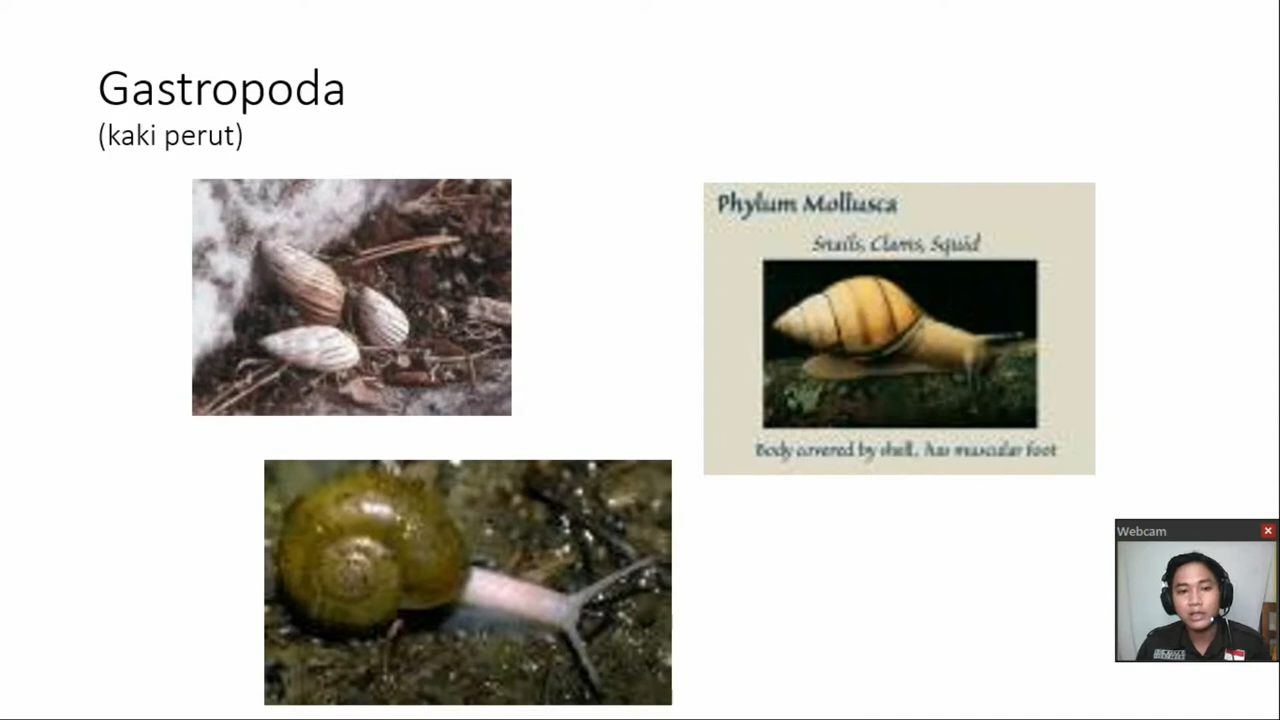 Gastropoda
(kaki perut)
Phylum Mollusca
Snails, Clams, Squid
Body covered by shell, has muscular foot
Webcam